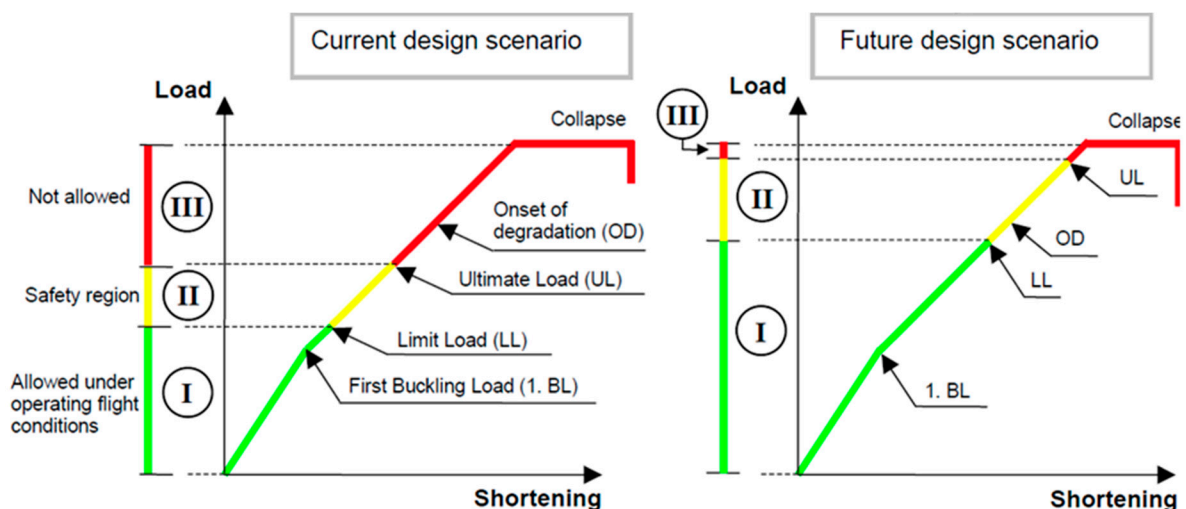 Current design scenario
Load
Collapse
Not allowed
III
Onset of
degradation (OD)
Ultimate Load (UL)
Safety region
II
Limit Load (LL)
Allowed under
operating flight
conditions
I
First Buckling Load (1. BL)
Shortening
Future design scenario
Load
III
Collapse
UL
II
OD
LL
I
1. BL
Shortening